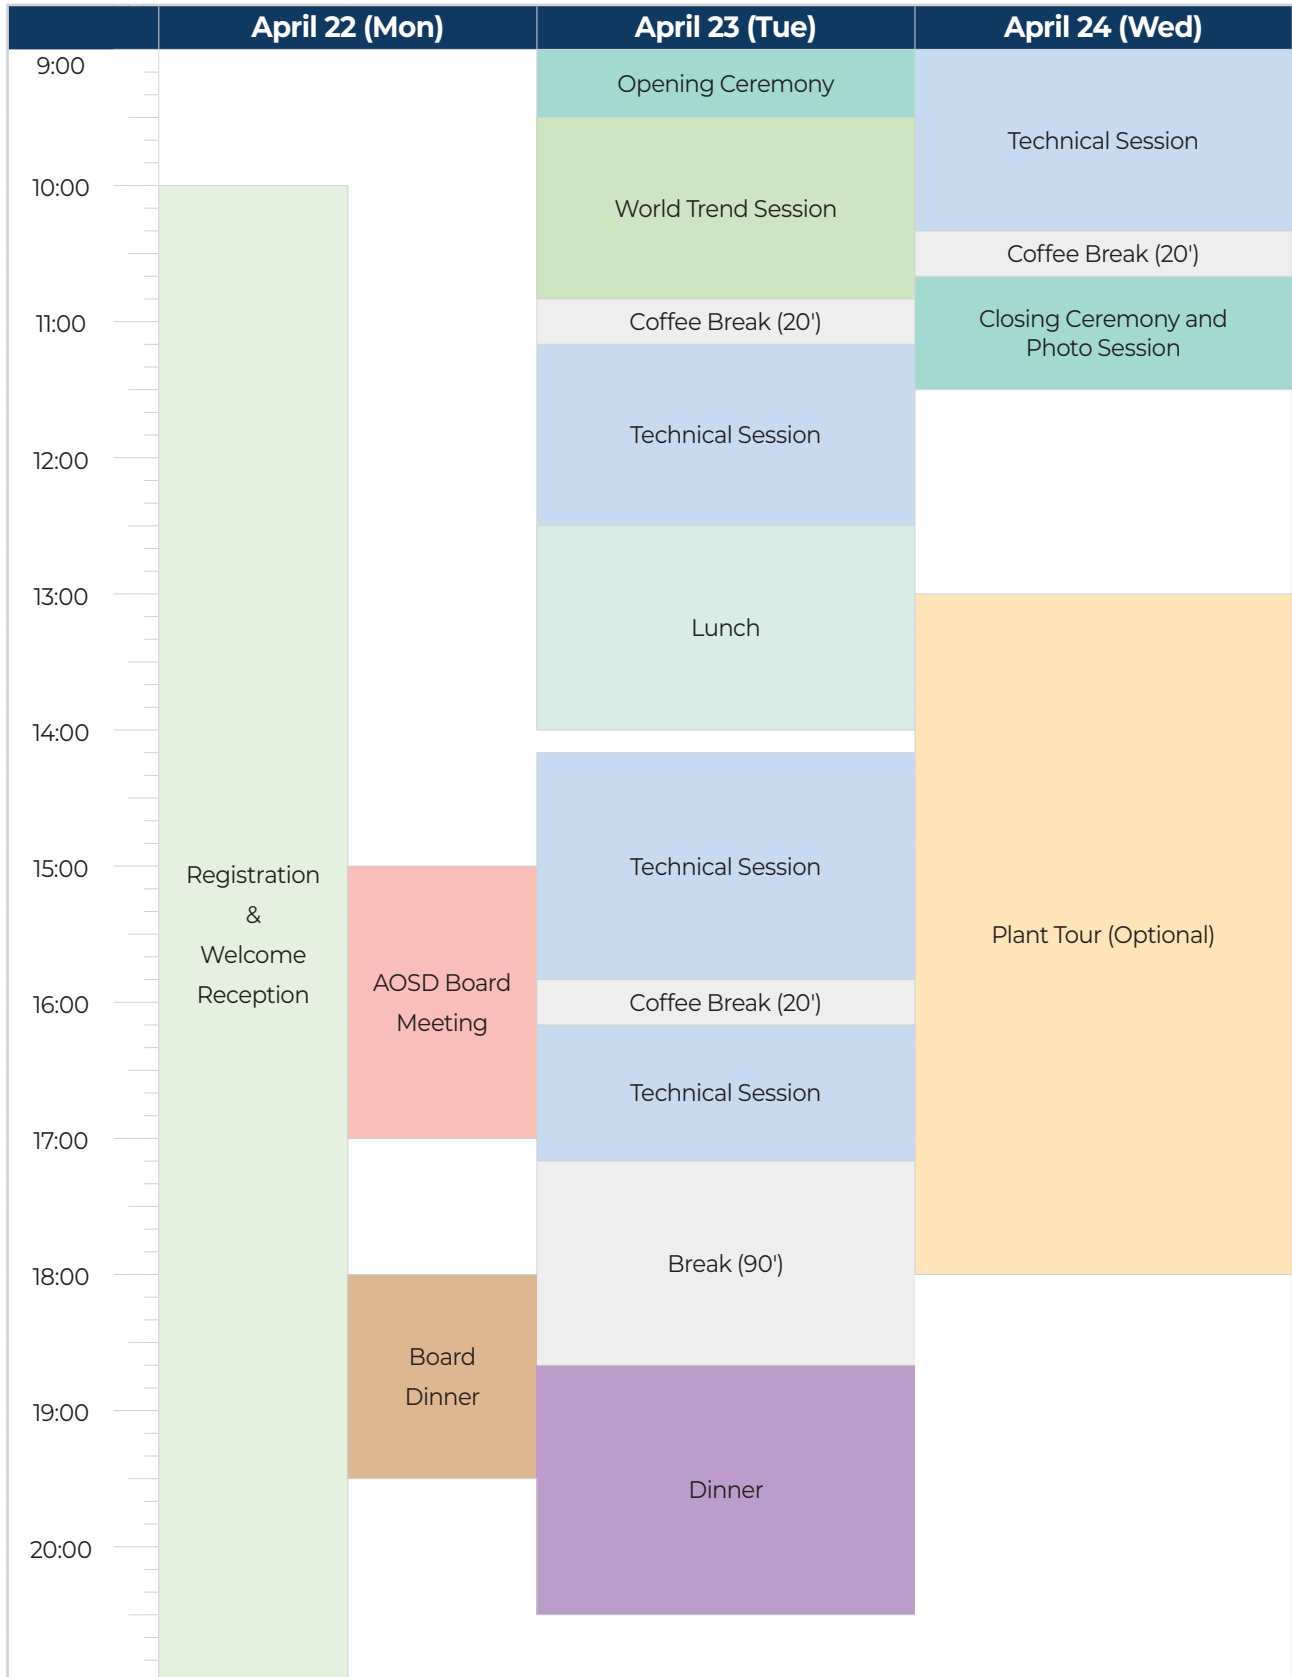 April 22 (Mon)
April 23 (Tue)
April 24 (Wed)
9:00
10:00
11:00
12:00
13:00
14:00
15:00
16:00
17:00
18:00
19:00
20:00
Registration
&
Welcome
Reception
AOSD Board
Meeting
Board
Dinner
Opening Ceremony
World Trend Session
Coffee Break (20')
Technical Session
Lunch
Technical Session
Coffee Break (20')
Technical Session
Break (90')
Dinner
Technical Session
Coffee Break (20')
Closing Ceremony and
Photo Session
Plant Tour (Optional)